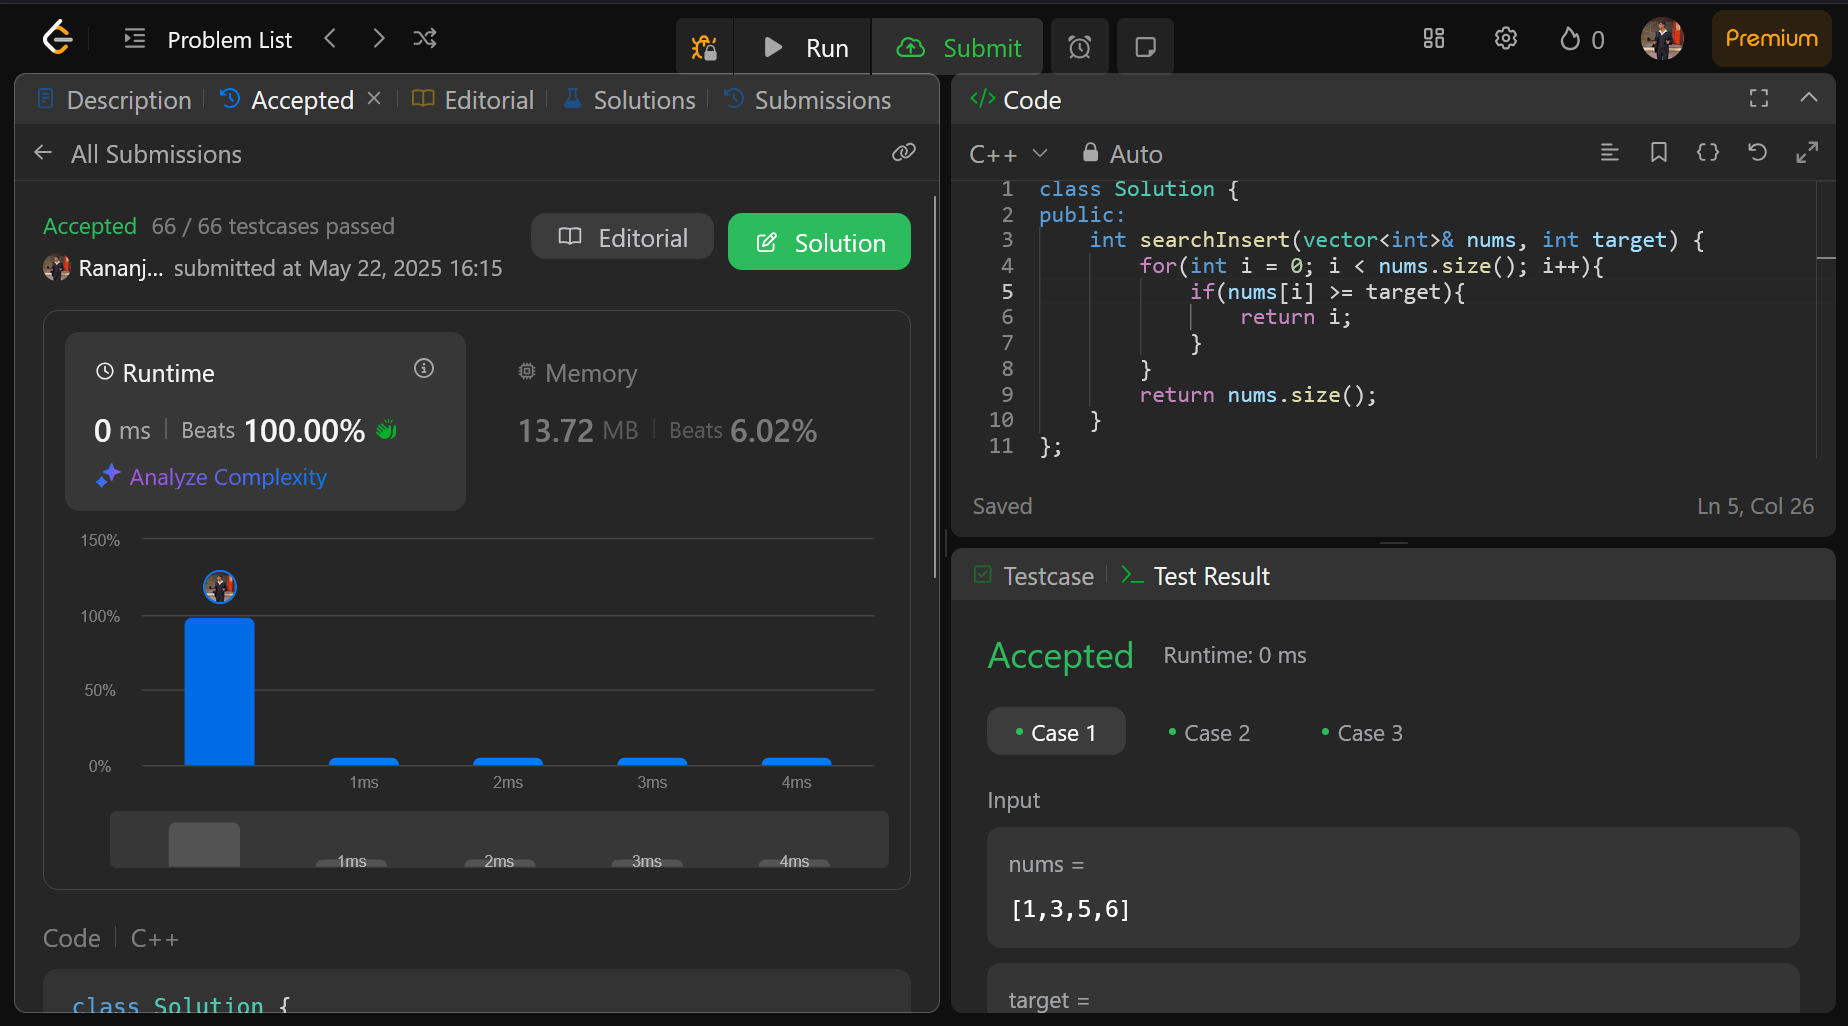 Problem List
Run
Submit
0
Premium
Description
Accepted
Editorial
Solutions
Submissions
All Submissions
Accepted 66 / 66 testcases passed
Rananj... submitted at May 22, 2025 16:15
Editorial
Solution
Runtime
0 ms Beats 100.00%
Analyze Complexity
Memory
13.72 MB Beats 6.02%
150%
100%
50%
0%
1ms 2ms 3ms 4ms
1ms 2ms 3ms 4ms
Code C++
class Solution {
</> Code
C++ Auto
1 class Solution {
2 public:
3 int searchInsert(vector<int>& nums, int target) {
4 for(int i = 0; i < nums.size(); i++){
5 if(nums[i] >= target){
6 return i;
7 }
8 }
9 return nums.size();
10 }
11 };
Saved
Ln 5, Col 26
Testcase
Test Result
Accepted Runtime: 0 ms
Case 1 Case 2 Case 3
Input
nums =
[1,3,5,6]
target =